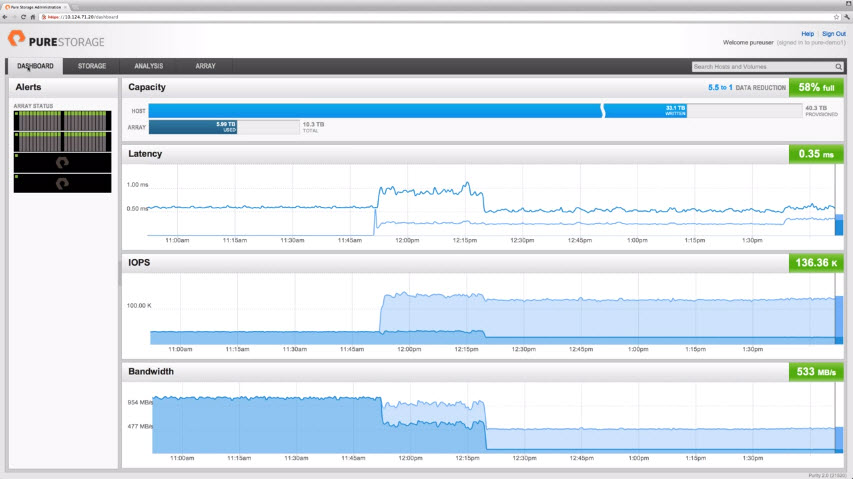 Pure Storage Administration
https://10.124.71.20/dashboard
PURESTORAGE
Help Sign Out
Welcome pureuser (signed in to pure-demo1)
DASHBOARD STORAGE ANALYSIS ARRAY
Search Hosts and Volumes
Alerts
ARRAY STATUS
Capacity
5.5 to 1 DATA REDUCTION
58% full
HOST
33.1 TB
WRITTEN
40.3 TB
PROVISIONED
ARRAY
5.99 TB
USED
10.3 TB
TOTAL
Latency
0.35 ms
1.00 ms
0.50 ms
11:00am 11:15am 11:30am 11:45am 12:00pm 12:15pm 12:30pm 12:45pm 1:00pm 1:15pm 1:30pm
IOPS
136.36 K
100.00 K
11:00am 11:15am 11:30am 11:45am 12:00pm 12:15pm 12:30pm 12:45pm 1:00pm 1:15pm 1:30pm
Bandwidth
533 MB/s
954 MB/s
477 MB/s
11:00am 11:15am 11:30am 11:45am 12:00pm 12:15pm 12:30pm 12:45pm 1:00pm 1:15pm 1:30pm